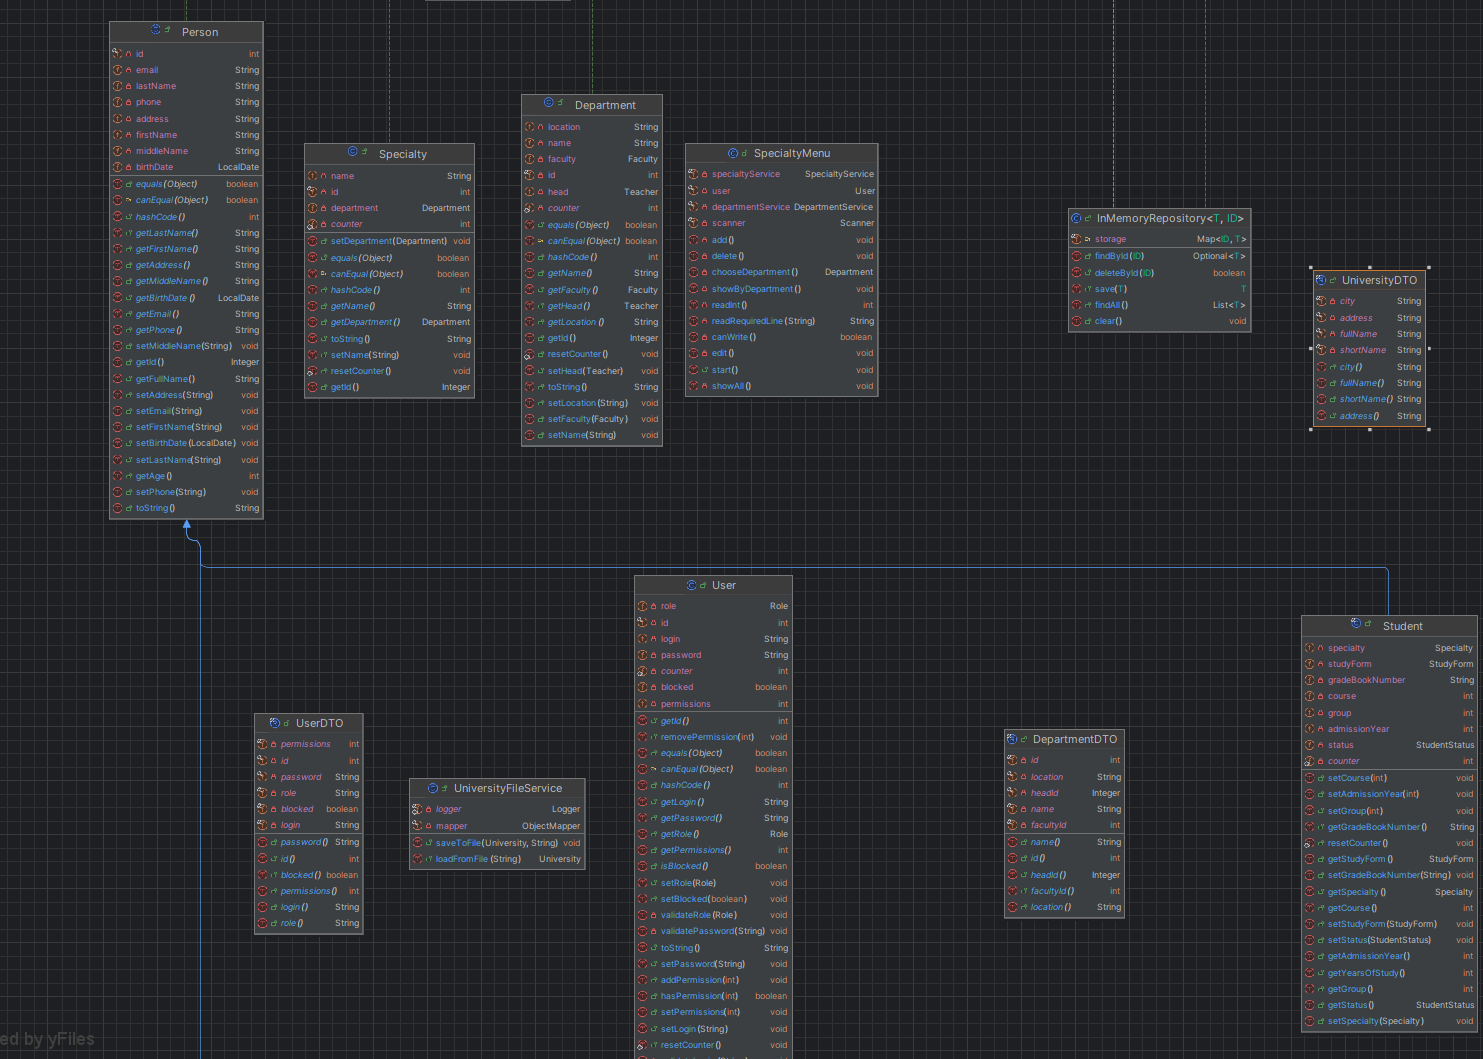 Person
id int
email String
lastName String
phone String
address String
firstName String
middleName String
birthDate LocalDate
equals(Object) boolean
canEqual(Object) boolean
hashCode() int
getLastName() String
getFirstName() String
getAddress() String
getMiddleName() String
getBirthDate() LocalDate
getEmail() String
getPhone() String
setMiddleName(String) void
getId() Integer
getFullName() String
setAddress(String) void
setEmail(String) void
setFirstName(String) void
setBirthDate(LocalDate) void
setLastName(String) void
getAge() int
setPhone(String) void
toString() String
Specialty
name String
id int
department Department
counter int
setDepartment(Department) void
equals(Object) boolean
canEqual(Object) boolean
hashCode() int
getName() String
getDepartment() Department
toString() String
setName(String) void
resetCounter() void
getId() Integer
Department
location String
name String
faculty Faculty
id int
head Teacher
counter int
equals(Object) boolean
canEqual(Object) boolean
hashCode() int
getName() String
getFaculty() Faculty
getHead() Teacher
getLocation() String
getId() Integer
resetCounter() void
setHead(Teacher) void
toString() String
setLocation(String) void
setFaculty(Faculty) void
setName(String) void
SpecialtyMenu
specialtyService SpecialtyService
user User
departmentService DepartmentService
scanner Scanner
add() void
delete() void
chooseDepartment() Department
showByDepartment() void
readInt() int
readRequiredLine(String) String
canWrite() boolean
edit() void
start() void
showAll() void
InMemoryRepository<T, ID>
storage Map<ID, T>
findById(ID) Optional<T>
deleteById(ID) boolean
save(T) T
findAll() List<T>
clear() void
UniversityDTO
city String
address String
fullName String
shortName String
city() String
fullName() String
shortName() String
address() String
User
role Role
id int
login String
password String
counter int
blocked boolean
permissions int
getId() int
removePermission(int) void
equals(Object) boolean
canEqual(Object) boolean
hashCode() int
getLogin() String
getPassword() String
getRole() Role
getPermissions() int
isBlocked() boolean
setRole(Role) void
setBlocked(boolean) void
validateRole(Role) void
validatePassword(String) void
toString() String
setPassword(String) void
addPermission(int) void
hasPermission(int) boolean
setPermissions(int) void
setLogin(String) void
resetCounter() void
UserDTO
permissions int
id int
password String
role String
blocked boolean
login String
password() String
id() int
blocked() boolean
permissions() int
login() String
role() String
UniversityFileService
logger Logger
mapper ObjectMapper
saveToFile(University, String) void
loadFromFile(String) University
DepartmentDTO
id int
location String
headId Integer
name String
facultyId int
name() String
id() int
headId() Integer
facultyId() int
location() String
Student
specialty Specialty
studyForm StudyForm
gradeBookNumber String
course int
group int
admissionYear int
status StudentStatus
counter int
setCourse(int) void
setAdmissionYear(int) void
setGroup(int) void
getGradeBookNumber() String
resetCounter() void
getStudyForm() StudyForm
setGradeBookNumber(String) void
getSpecialty() Specialty
getCourse() int
setStudyForm(StudyForm) void
setStatus(StudentStatus) void
getAdmissionYear() int
getYearsOfStudy() int
getGroup() int
getStatus() StudentStatus
setSpecialty(Specialty) void
ed by yFiles